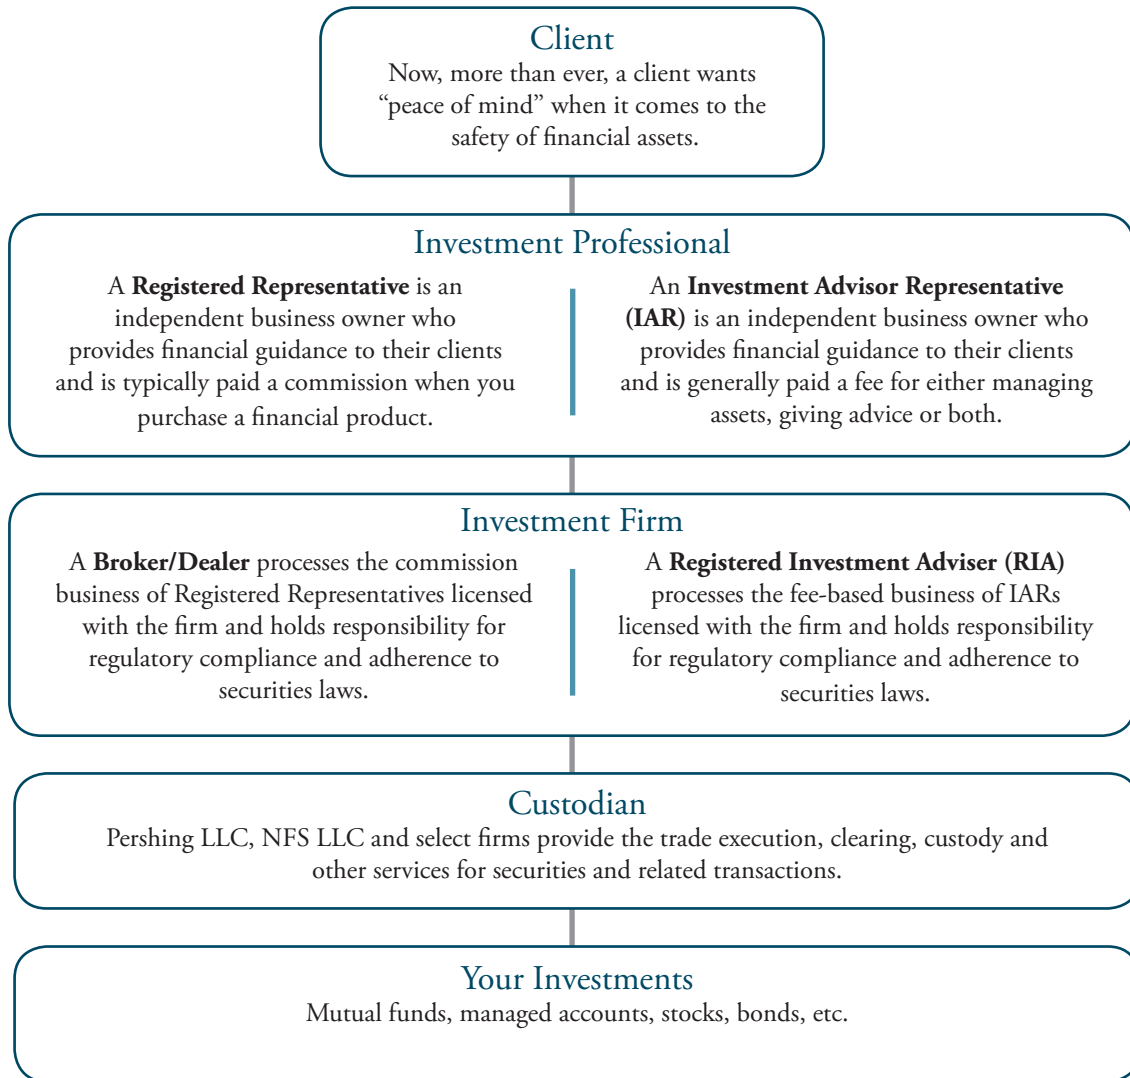 Client
Now, more than ever, a client wants
“peace of mind” when it comes to the
safety of financial assets.
Investment Professional
A Registered Representative is an
independent business owner who
provides financial guidance to their clients
and is typically paid a commission when you
purchase a financial product.
An Investment Advisor Representative
(IAR) is an independent business owner who
provides financial guidance to their clients
and is generally paid a fee for either managing
assets, giving advice or both.
Investment Firm
A Broker/Dealer processes the commission
business of Registered Representatives licensed
with the firm and holds responsibility for
regulatory compliance and adherence to
securities laws.
A Registered Investment Adviser (RIA)
processes the fee-based business of IARs
licensed with the firm and holds responsibility
for regulatory compliance and adherence to
securities laws.
Custodian
Pershing LLC, NFS LLC and select firms provide the trade execution, clearing, custody and
other services for securities and related transactions.
Your Investments
Mutual funds, managed accounts, stocks, bonds, etc.